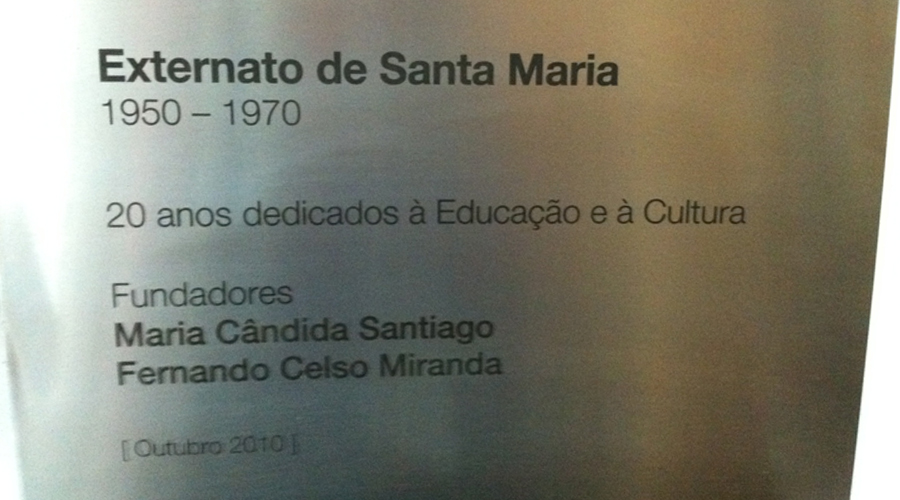 Externato de Santa Maria
1950 – 1970
20 anos dedicados à Educação e à Cultura
Fundadores
Maria Cândida Santiago
Fernando Celso Miranda
[ Outubro 2010 ]